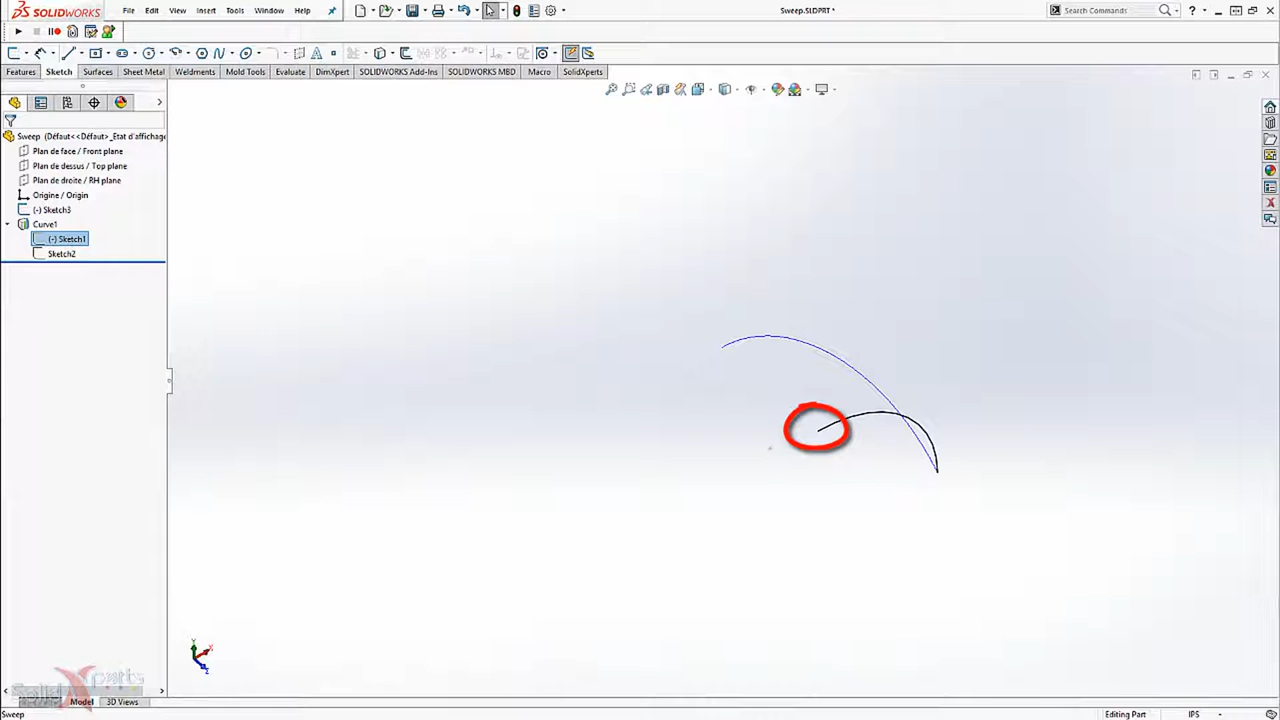 SOLIDWORKS File Edit View Insert Tools Window Help Sweep.SLDPRT * Search Commands
Features Sketch Surfaces Sheet Metal Weldments Mold Tools Evaluate DimXpert SOLIDWORKS Add-Ins SOLIDWORKS MBD Macro SolidXperts
Sweep (Défaut<<Défaut>_Etat d'affichage
Plan de face / Front plane
Plan de dessus / Top plane
Plan de droite / RH plane
Origine / Origin
(-) Sketch3
Curve1
(-) Sketch1
Sketch2
Y
X
Z
SolidXperts
Model 3D Views
Sweep Editing Part IPS